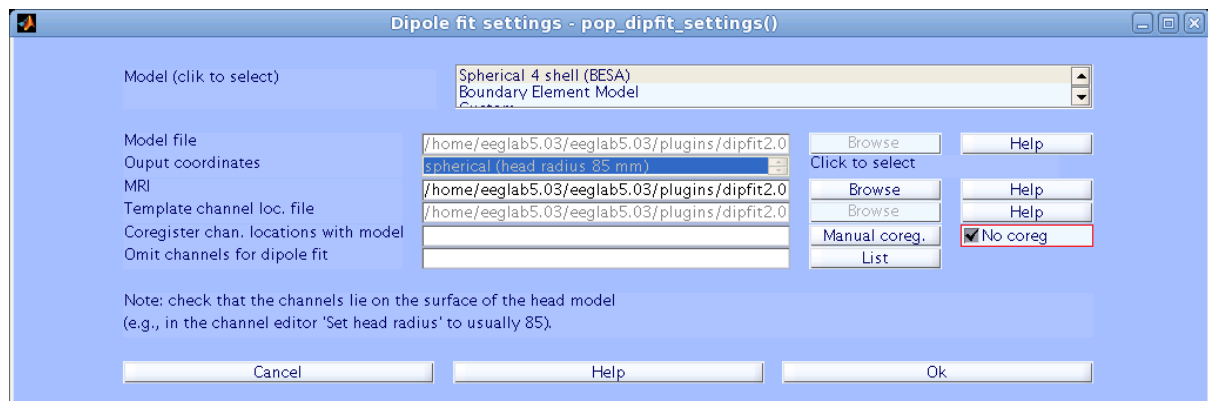 Dipole fit settings - pop_dipfit_settings()
Model (clik to select)
Spherical 4 shell (BESA)
Boundary Element Model
Model file
/home/eeglab5.03/eeglab5.03/plugins/dipfit2.0
Browse
Help
Ouput coordinates
spherical (head radius 85 mm)
Click to select
MRI
/home/eeglab5.03/eeglab5.03/plugins/dipfit2.0
Browse
Help
Template channel loc. file
/home/eeglab5.03/eeglab5.03/plugins/dipfit2.0
Browse
Help
Coregister chan. locations with model
Manual coreg.
No coreg
Omit channels for dipole fit
List
Note: check that the channels lie on the surface of the head model
(e.g., in the channel editor 'Set head radius' to usually 85).
Cancel
Help
Ok